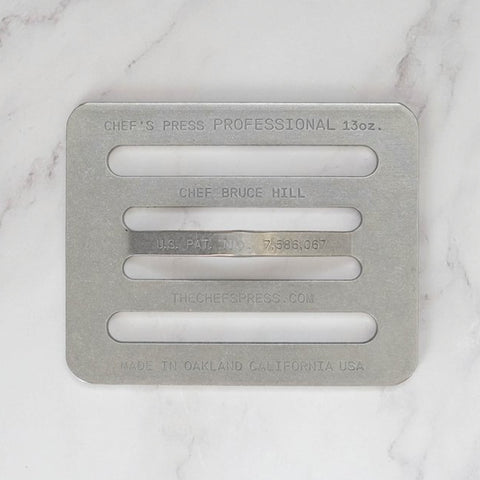 CHEF'S PRESS PROFESSIONAL 13oz.
CHEF BRUCE HILL
U.S. PAT. NO. 7,586,067
THECHEFSPRESS.COM
MADE IN OAKLAND CALIFORNIA USA